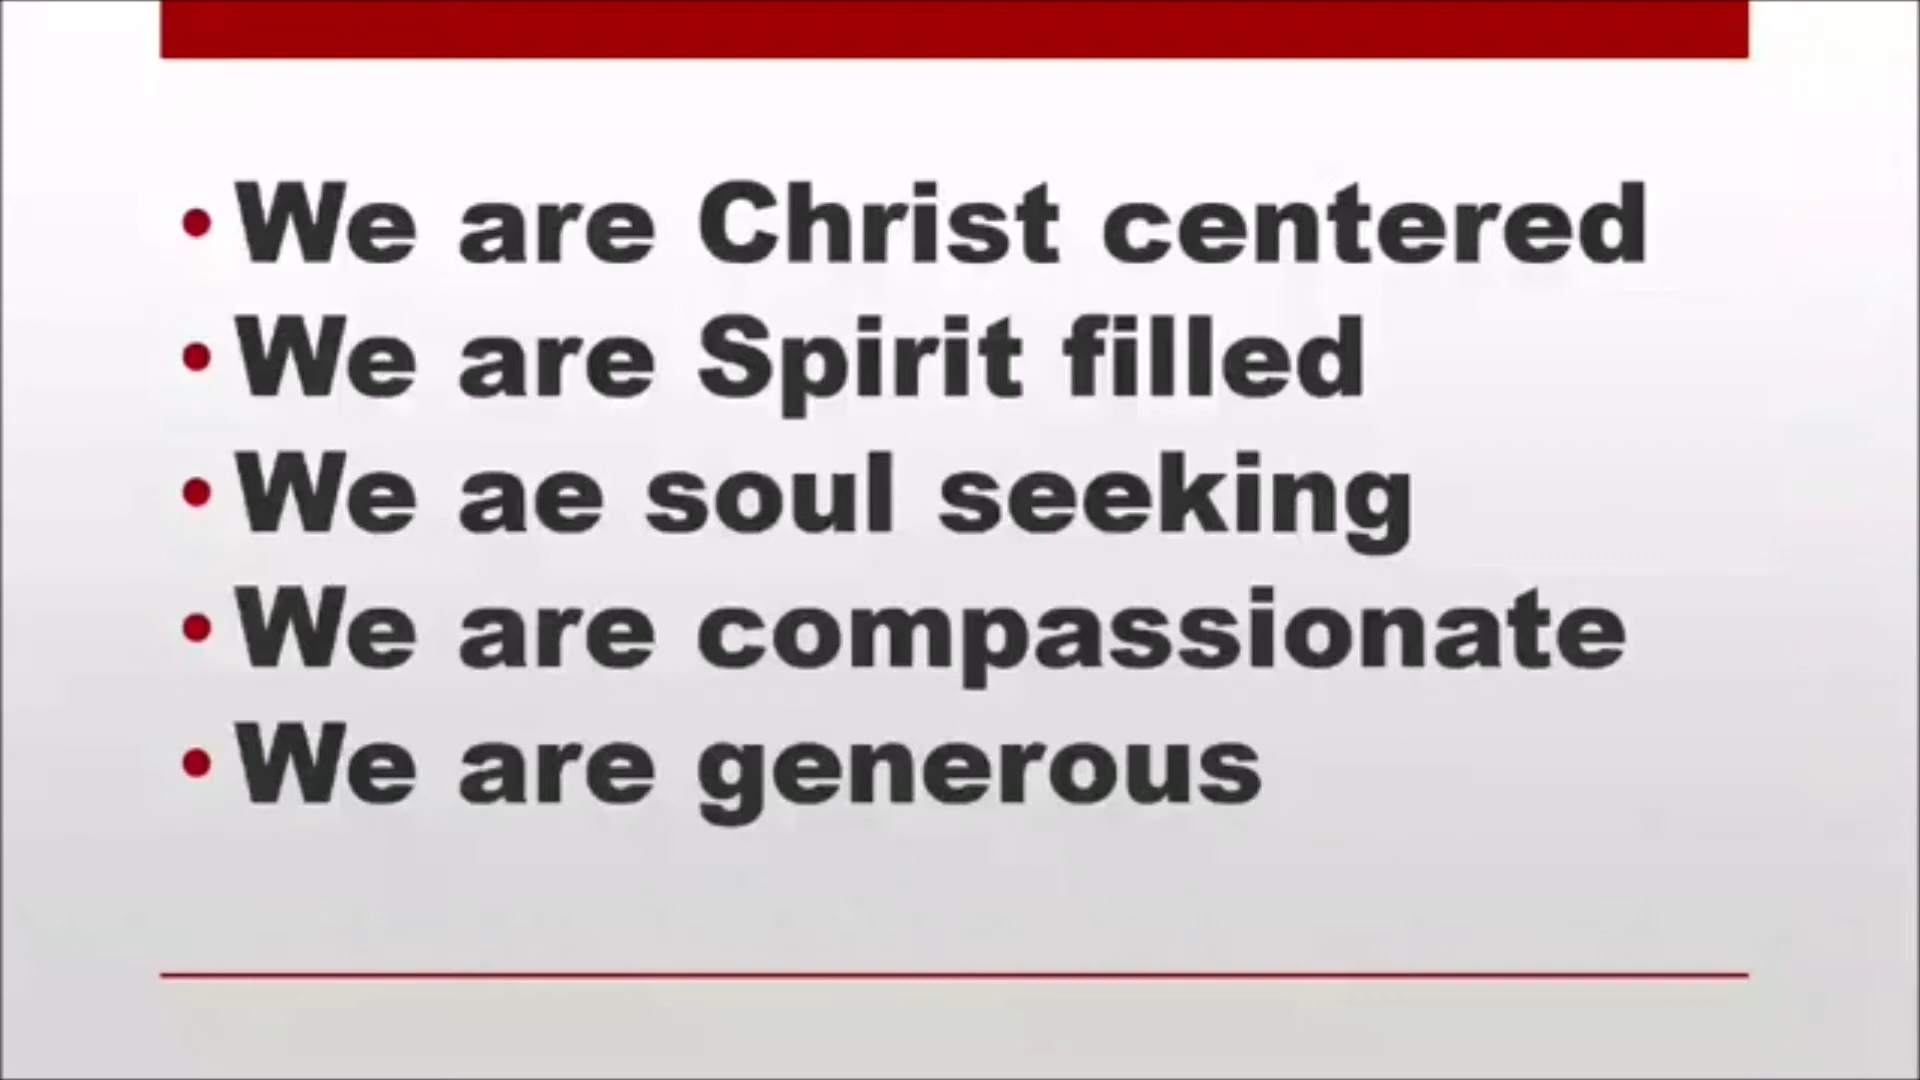 • We are Christ centered
• We are Spirit filled
• We ae soul seeking
• We are compassionate
• We are generous